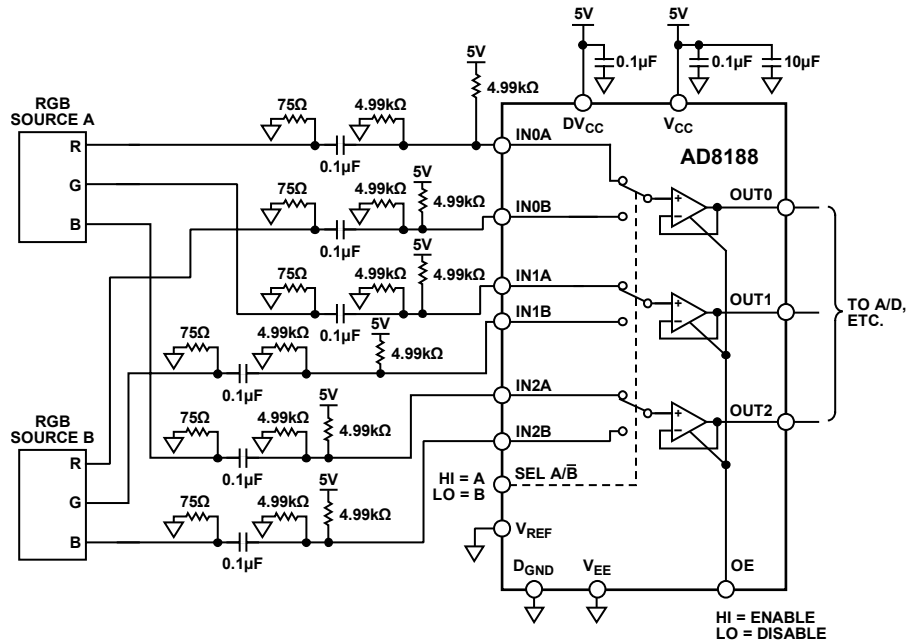 5V
5V
0.1µF
0.1µF
10µF
5V
4.99kΩ
RGB
SOURCE A
R
G
B
75Ω
4.99kΩ
0.1µF
IN0A
DVCC
VCC
AD8188
75Ω
4.99kΩ
5V
4.99kΩ
0.1µF
IN0B
OUT0
75Ω
4.99kΩ
5V
4.99kΩ
0.1µF
IN1A
OUT1
TO A/D,
ETC.
75Ω
4.99kΩ
5V
4.99kΩ
0.1µF
IN1B
75Ω
4.99kΩ
5V
4.99kΩ
0.1µF
IN2A
OUT2
RGB
SOURCE B
R
G
B
IN2B
75Ω
4.99kΩ
5V
4.99kΩ
0.1µF
HI = A
LO = B
SEL A/B̅
VREF
DGND
VEE
OE
HI = ENABLE
LO = DISABLE